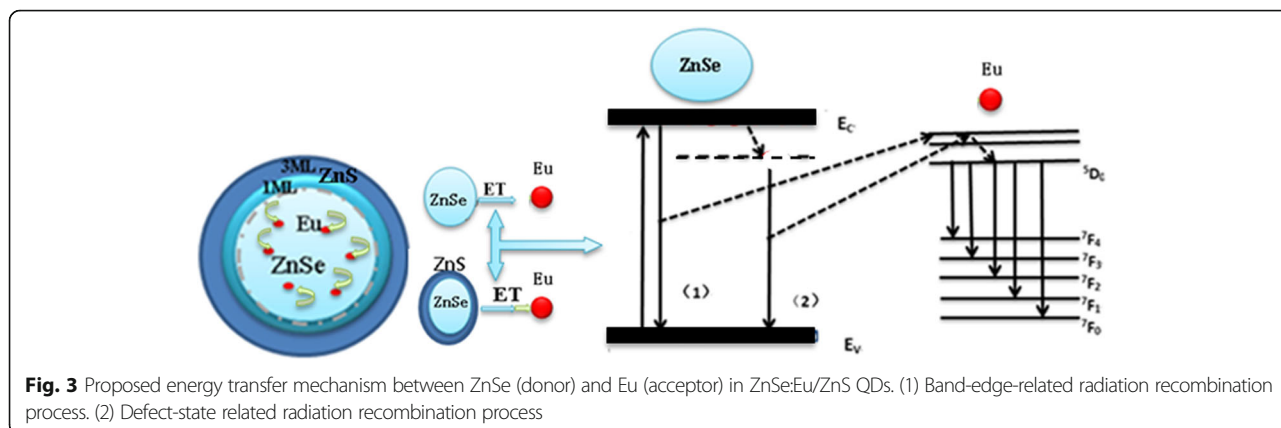 3ML
ZnS
1ML
Eu
ZnSe
ZnSe
ET
Eu
ZnS
ZnSe
ET
Eu
ZnSe
E_C
(1)
(2)
E_V
Eu
⁵D₀
⁷F₄
⁷F₃
⁷F₂
⁷F₁
⁷F₀
Fig. 3 Proposed energy transfer mechanism between ZnSe (donor) and Eu (acceptor) in ZnSe:Eu/ZnS QDs. (1) Band-edge-related radiation recombination
process. (2) Defect-state related radiation recombination process